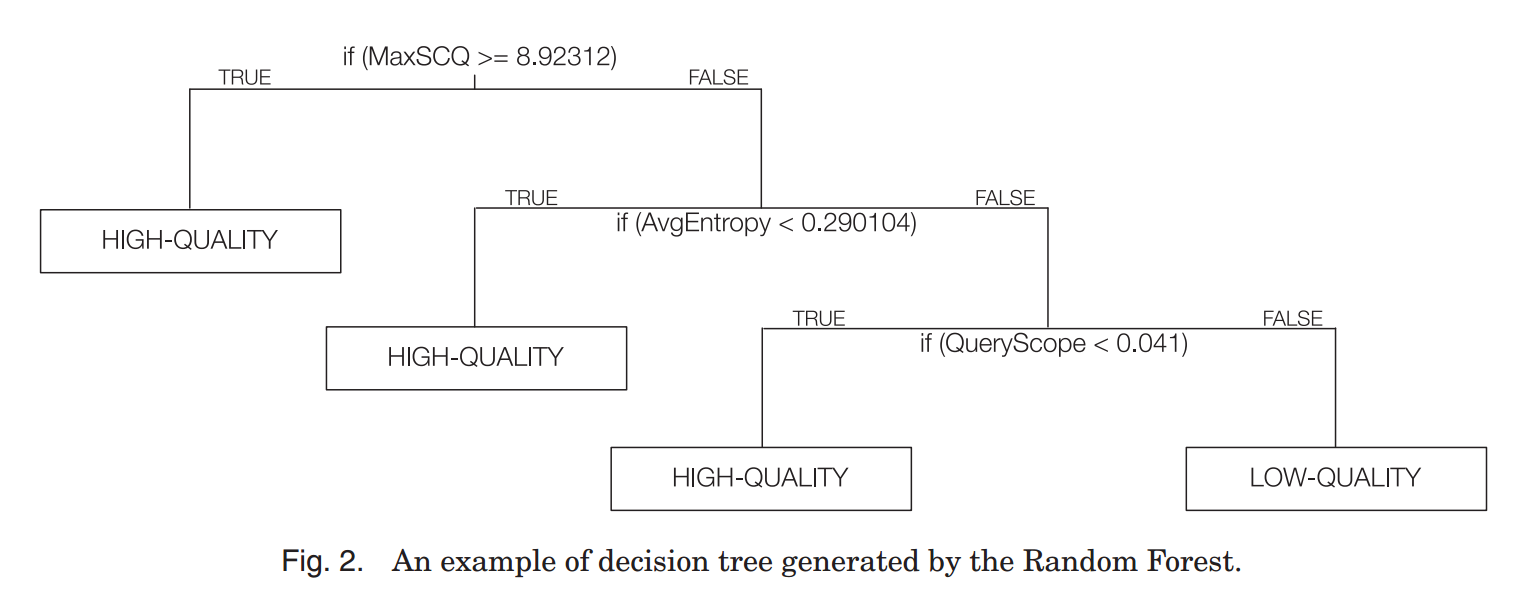 if (MaxSCQ >= 8.92312)
TRUE
FALSE
HIGH-QUALITY
TRUE
FALSE
if (AvgEntropy < 0.290104)
HIGH-QUALITY
TRUE
FALSE
if (QueryScope < 0.041)
HIGH-QUALITY
LOW-QUALITY
Fig. 2. An example of decision tree generated by the Random Forest.